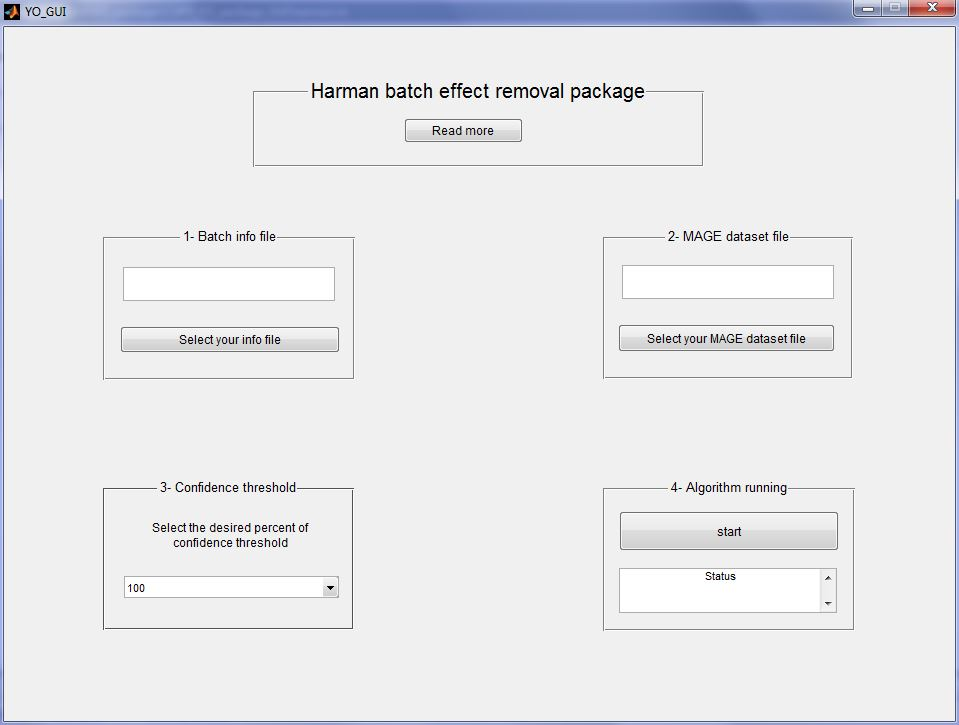 YO_GUI
Harman batch effect removal package
Read more
1- Batch info file
Select your info file
2- MAGE dataset file
Select your MAGE dataset file
3- Confidence threshold
Select the desired percent of
confidence threshold
100
4- Algorithm running
start
Status